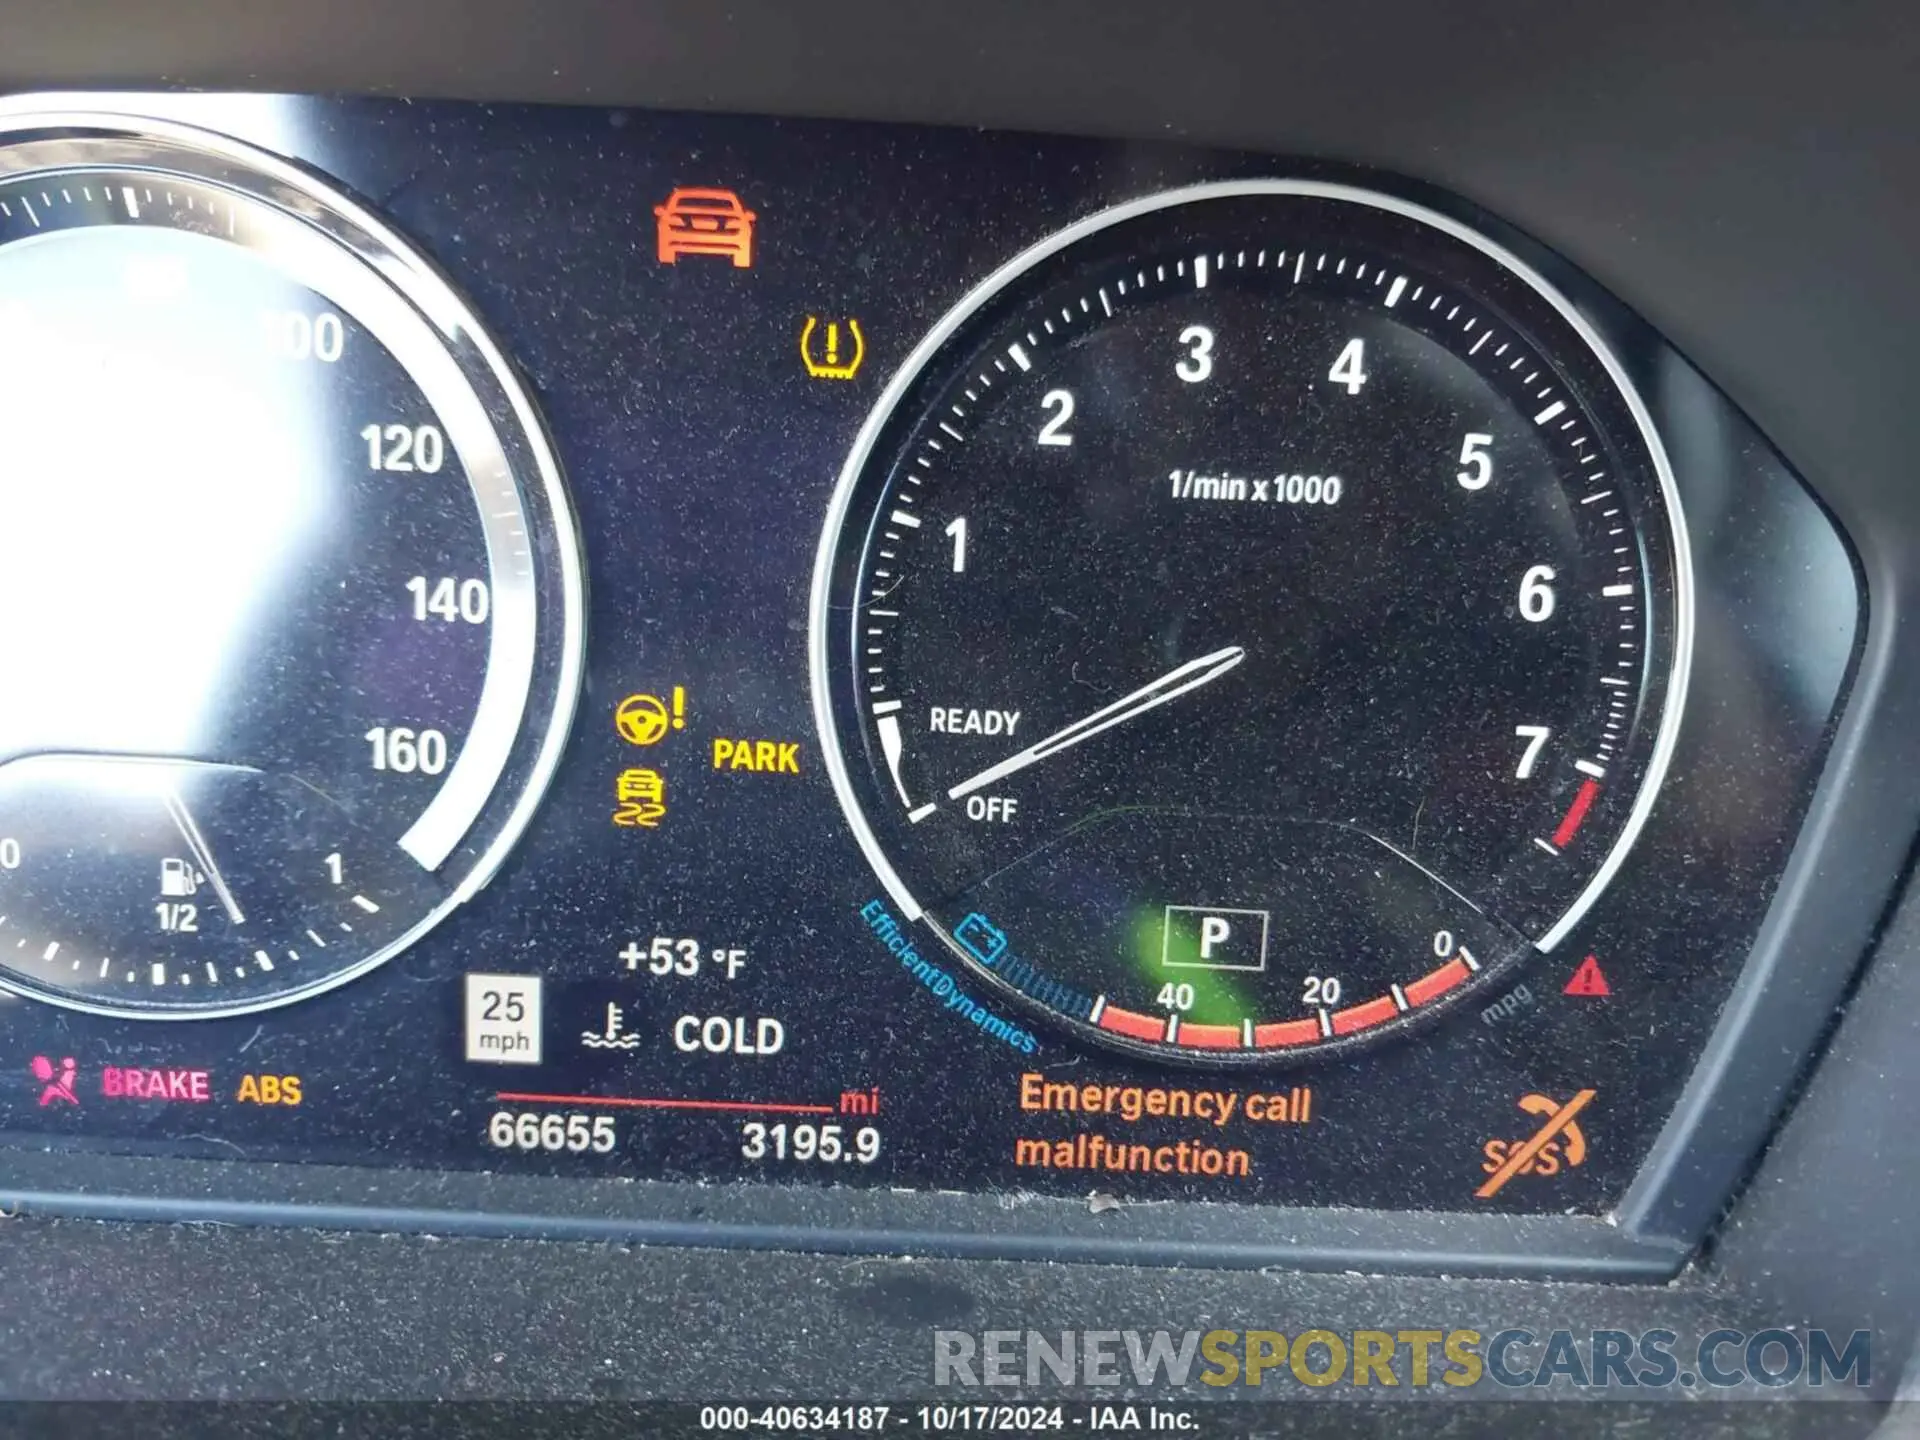 100
120
140
160
0
1
1/2
BRAKE
ABS
PARK
+53 °F
25
mph
COLD
mi
66655
3195.9
1
2
3
4
5
6
7
1/min x 1000
READY
OFF
P
40
20
0
mpg
EfficientDynamics
Emergency call
malfunction
SOS
RENEWSPORTSCARS.COM
000-40634187 - 10/17/2024 - IAA Inc.